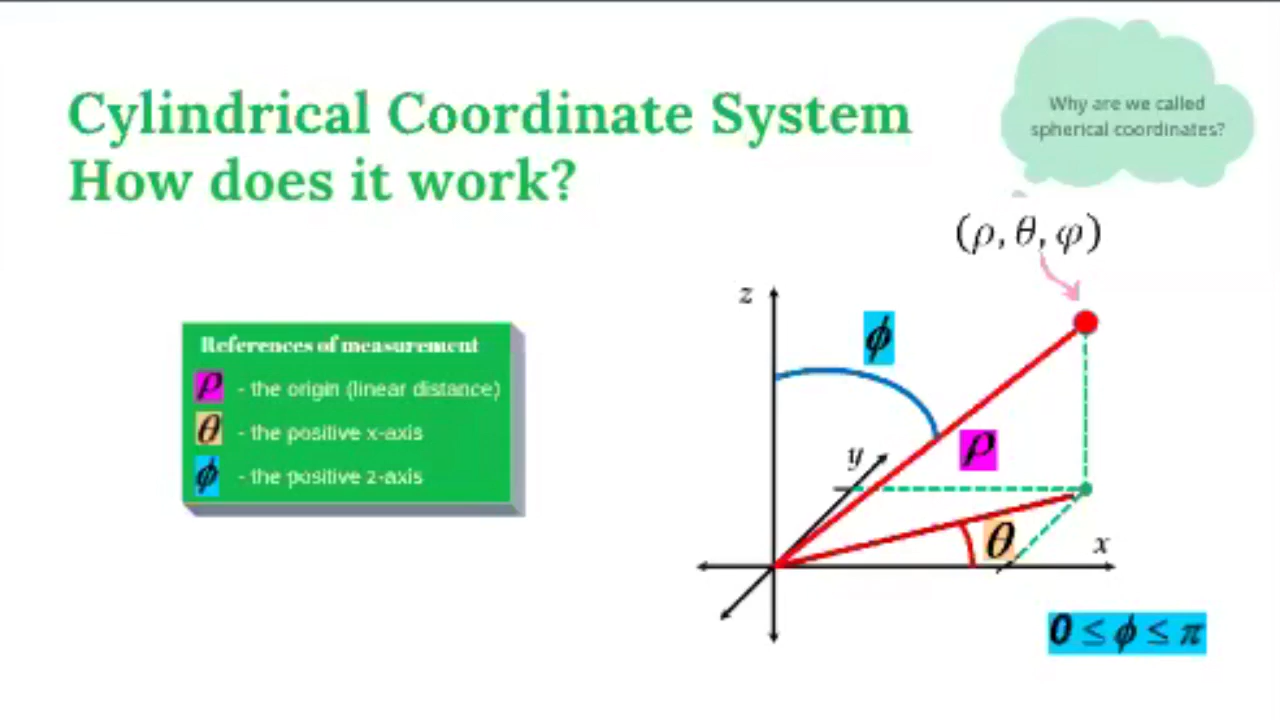 Why are we called
spherical coordinates?
Cylindrical Coordinate System
How does it work?
(ρ, θ, φ)
z
ϕ
References of measurement
ρ - the origin (linear distance)
θ - the positive x-axis
ϕ - the positive z-axis
y
ρ
θ
x
0 ≤ ϕ ≤ π